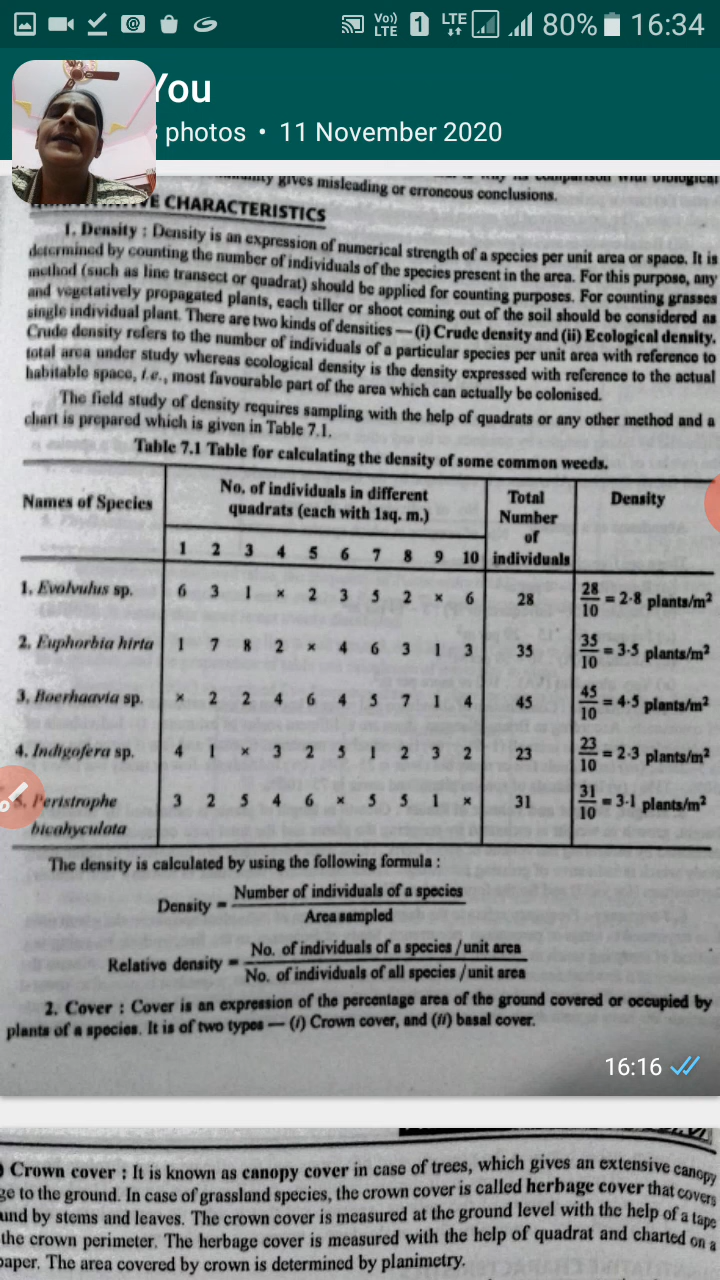 Vo)) LTE 1 LTE 80% 16:34
You
photos • 11 November 2020
gives misleading or erroneous conclusions.
CHARACTERISTICS
1. Density : Density is an expression of numerical strength of a species per unit area or space. It is
determined by counting the number of individuals of the species present in the area. For this purpose, any
method (such as line transect or quadrat) should be applied for counting purposes. For counting grasses
and vegetatively propagated plants, each tiller or shoot coming out of the soil should be considered as
single individual plant. There are two kinds of densities — (i) Crude density and (ii) Ecological density.
Crude density refers to the number of individuals of a particular species per unit area with reference to
total area under study whereas ecological density is the density expressed with reference to the actual
habitable space, i.e., most favourable part of the area which can actually be colonised.
The field study of density requires sampling with the help of quadrats or any other method and a
chart is prepared which is given in Table 7.1.
Table 7.1 Table for calculating the density of some common weeds.
Names of Species No. of individuals in different quadrats (each with 1sq. m.) Total Number of individuals Density
1 2 3 4 5 6 7 8 9 10
1. Evolvulus sp. 6 3 1 × 2 3 5 2 × 6 28 28/10 = 2·8 plants/m²
2. Euphorbia hirta 1 7 8 2 × 4 6 3 1 3 35 35/10 = 3·5 plants/m²
3. Boerhaavia sp. × 2 2 4 6 4 5 7 1 4 45 45/10 = 4·5 plants/m²
4. Indigofera sp. 4 1 × 3 2 5 1 2 3 2 23 23/10 = 2·3 plants/m²
5. Peristrophe 3 2 5 4 6 × 5 5 1 × 31 31/10 = 3·1 plants/m²
bicahyculata
The density is calculated by using the following formula :
Density = Number of individuals of a species / Area sampled
Relative density = No. of individuals of a species /unit area / No. of individuals of all species /unit area
2. Cover : Cover is an expression of the percentage area of the ground covered or occupied by
plants of a species. It is of two types — (i) Crown cover, and (ii) basal cover.
16:16
Crown cover : It is known as canopy cover in case of trees, which gives an extensive canopy
to the ground. In case of grassland species, the crown cover is called herbage cover that covers
by stems and leaves. The crown cover is measured at the ground level with the help of a tape
the crown perimeter. The herbage cover is measured with the help of quadrat and charted on a
paper. The area covered by crown is determined by planimetry.